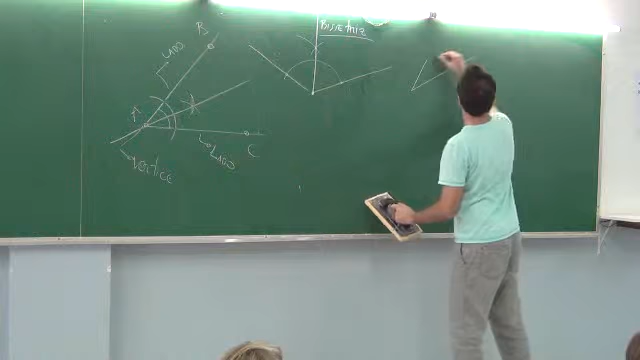 B
LADO
A
LADO
C
VÉRTICE
BISSETRIZ